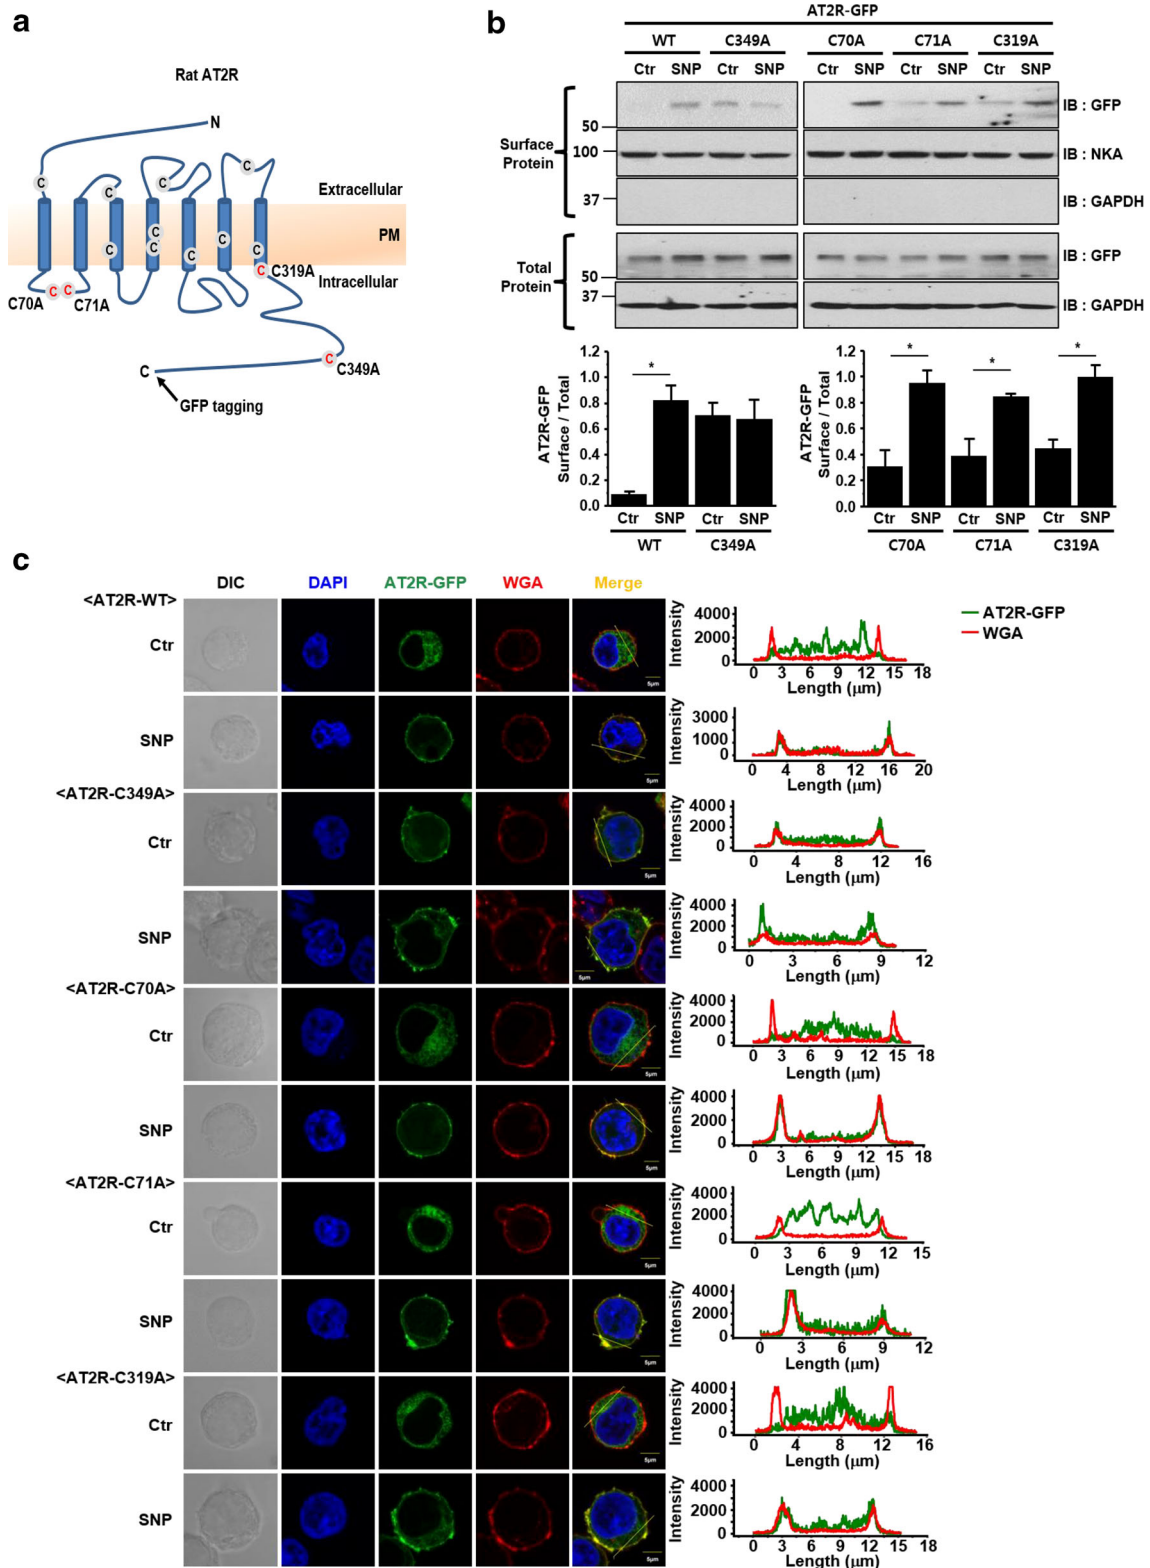 a
Rat AT2R
N
C
C
C
C
C
C
C
C
C
C
C
Extracellular
PM
C C319A
Intracellular
C70A C C C71A
C
C C349A
GFP tagging
b
AT2R-GFP
WT C349A C70A C71A C319A
Ctr SNP Ctr SNP Ctr SNP Ctr SNP Ctr SNP
Surface Protein
50
IB : GFP
100
IB : NKA
37
IB : GAPDH
Total Protein
50
IB : GFP
37
IB : GAPDH
AT2R-GFP
Surface / Total
1.2
1.0
0.8
0.6
0.4
0.2
0.0
*
Ctr SNP Ctr SNP
WT C349A
AT2R-GFP
Surface / Total
1.2
1.0
0.8
0.6
0.4
0.2
0.0
* * *
Ctr SNP Ctr SNP Ctr SNP
C70A C71A C319A
c
DIC DAPI AT2R-GFP WGA Merge
AT2R-GFP
WGA
<AT2R-WT>
Ctr
5μm
Intensity
4000
2000
0
0 3 6 9 12 15 18
Length (μm)
SNP
5μm
Intensity
3000
1500
0
0 4 8 12 16 20
Length (μm)
<AT2R-C349A>
Ctr
5μm
Intensity
4000
2000
0
0 4 8 12 16
Length (μm)
SNP
5μm
Intensity
4000
2000
0
0 3 6 9 12
Length (μm)
<AT2R-C70A>
Ctr
5μm
Intensity
4000
2000
0
0 3 6 9 12 15 18
Length (μm)
SNP
5μm
Intensity
4000
2000
0
0 3 6 9 12 15 18
Length (μm)
<AT2R-C71A>
Ctr
5μm
Intensity
4000
2000
0
0 3 6 9 12 15
Length (μm)
SNP
5μm
Intensity
4000
2000
0
0 3 6 9 12
Length (μm)
<AT2R-C319A>
Ctr
5μm
Intensity
4000
2000
0
0 4 8 12 16
Length (μm)
SNP
5μm
Intensity
4000
2000
0
0 3 6 9 12 15 18
Length (μm)